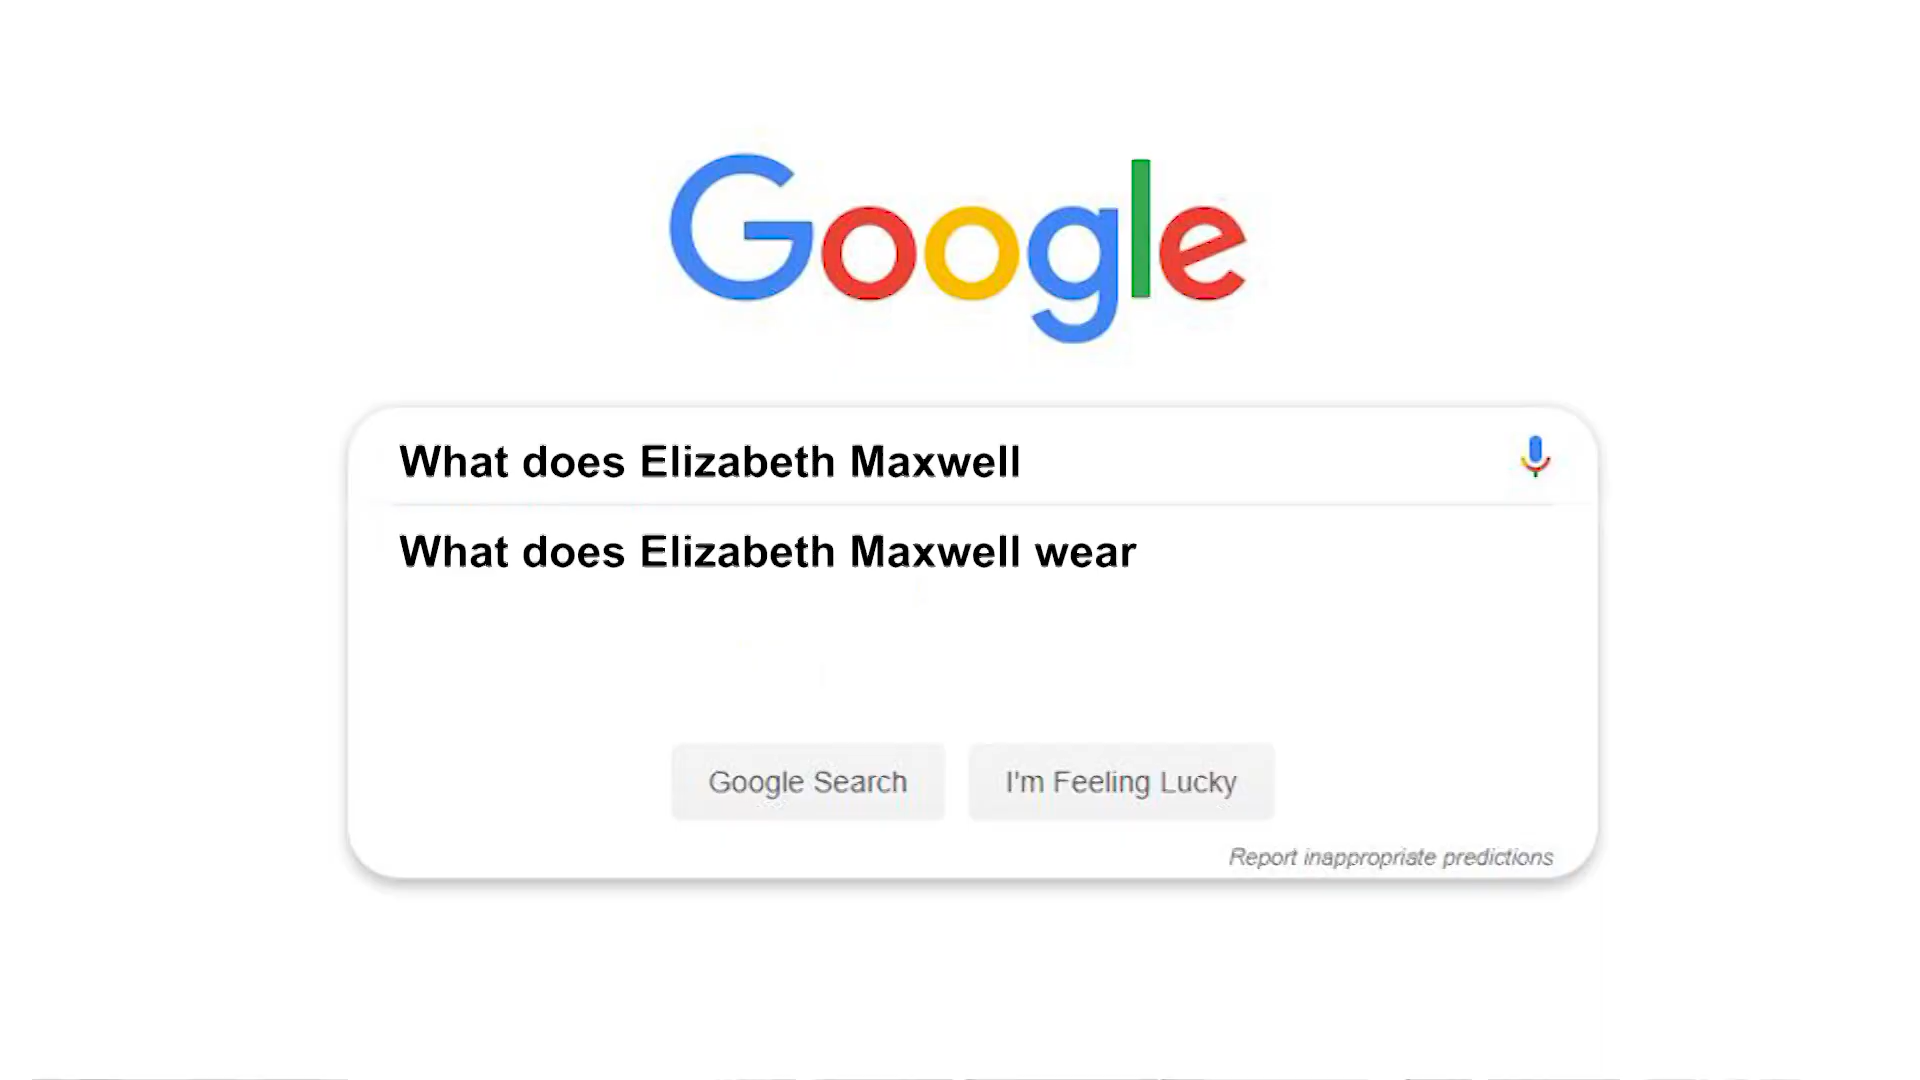 Google
What does Elizabeth Maxwell
What does Elizabeth Maxwell wear
Google Search
I'm Feeling Lucky
Report inappropriate predictions